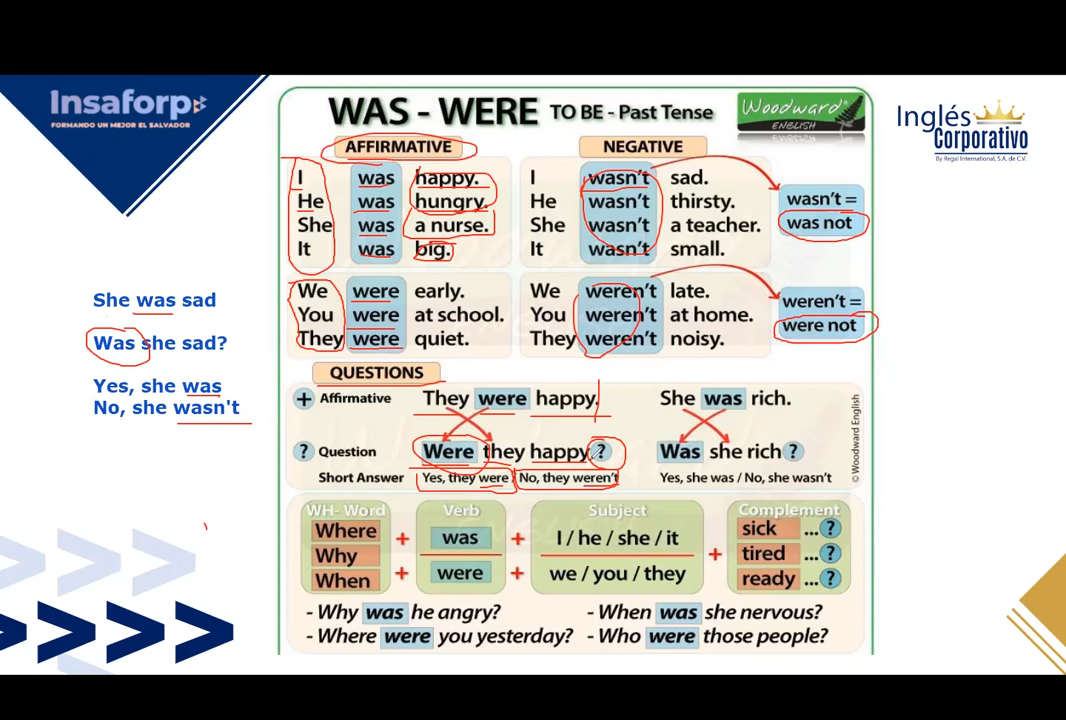 Insaforp
FORMANDO UN MEJOR EL SALVADOR
WAS - WERE TO BE - Past Tense
Woodward
ENGLISH
Inglés
Corporativo
By Regal International, S.A. de C.V.
AFFIRMATIVE
I was happy.
He was hungry.
She was a nurse.
It was big.
We were early.
You were at school.
They were quiet.
NEGATIVE
I wasn't sad.
He wasn't thirsty.
She wasn't a teacher.
It wasn't small.
wasn't =
was not
We weren't late.
You weren't at home.
They weren't noisy.
weren't =
were not
She was sad
Was she sad?
Yes, she was
No, she wasn't
QUESTIONS
+ Affirmative They were happy. She was rich.
? Question Were they happy? Was she rich?
Short Answer Yes, they were / No, they weren't Yes, she was / No, she wasn't
© Woodward English
WH- Word Verb Subject Complement
Where + was + I / he / she / it sick ...?
Why + tired ...?
When + were + we / you / they ready ...?
- Why was he angry? - When was she nervous?
- Where were you yesterday? - Who were those people?